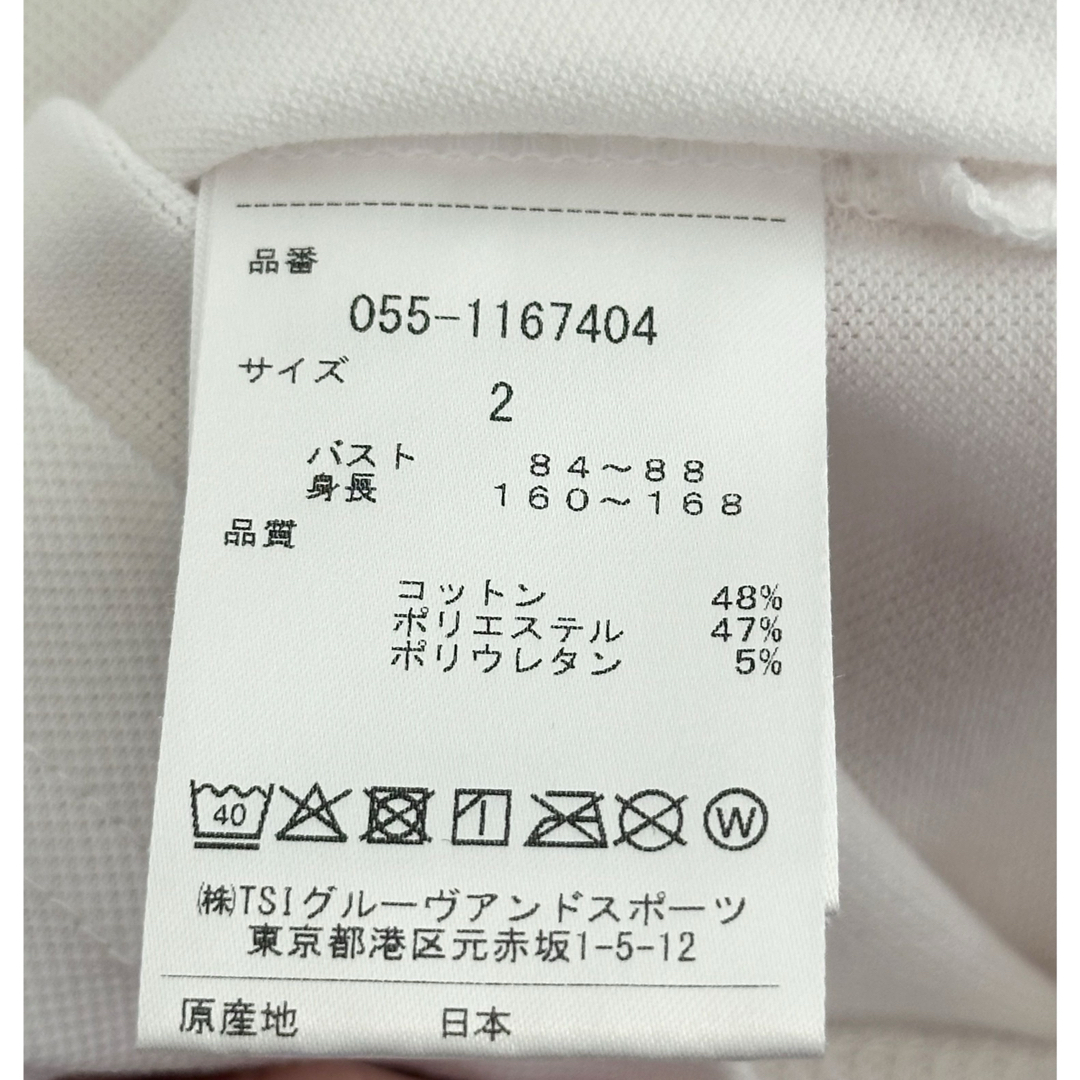 品番
055-1167404
サイズ
2
バスト 84～88
身長 160～168
品質
コットン 48%
ポリエステル 47%
ポリウレタン 5%
40 W
㈱TSIグルーヴアンドスポーツ
東京都港区元赤坂1-5-12
原産地 日本